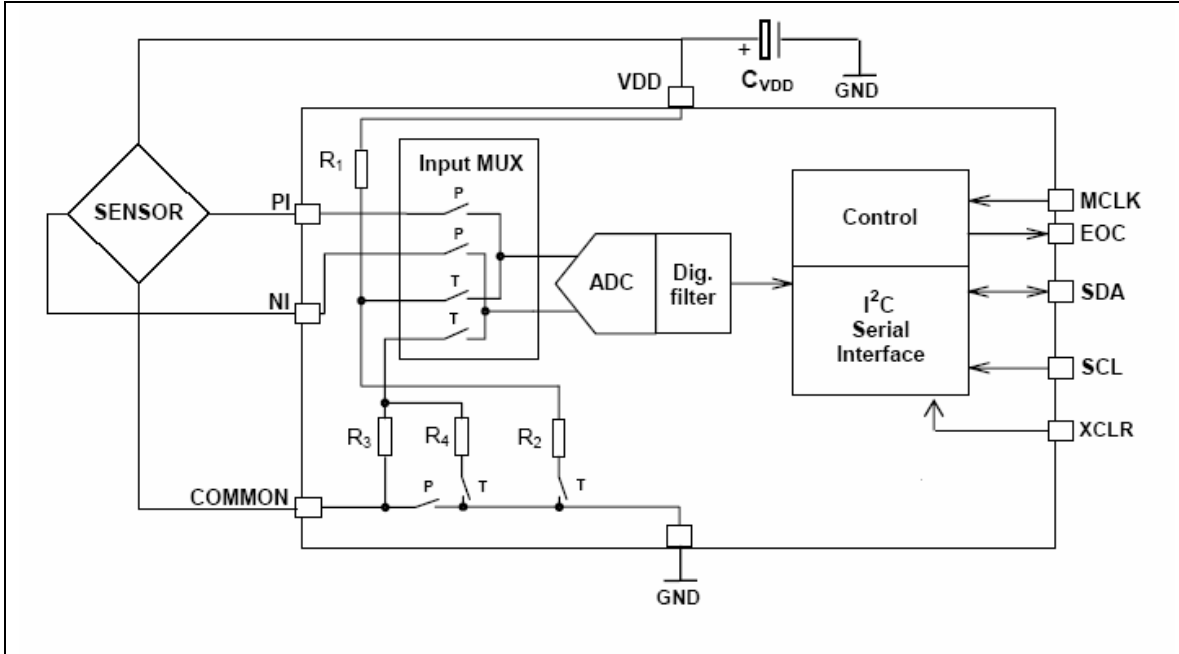 +
C_VDD
GND
VDD
R₁
Input MUX
P
P
T
T
SENSOR
PI
NI
ADC
Dig.
filter
Control
I²C
Serial
Interface
MCLK
EOC
SDA
SCL
XCLR
R₃
R₄
R₂
P
T
T
COMMON
GND